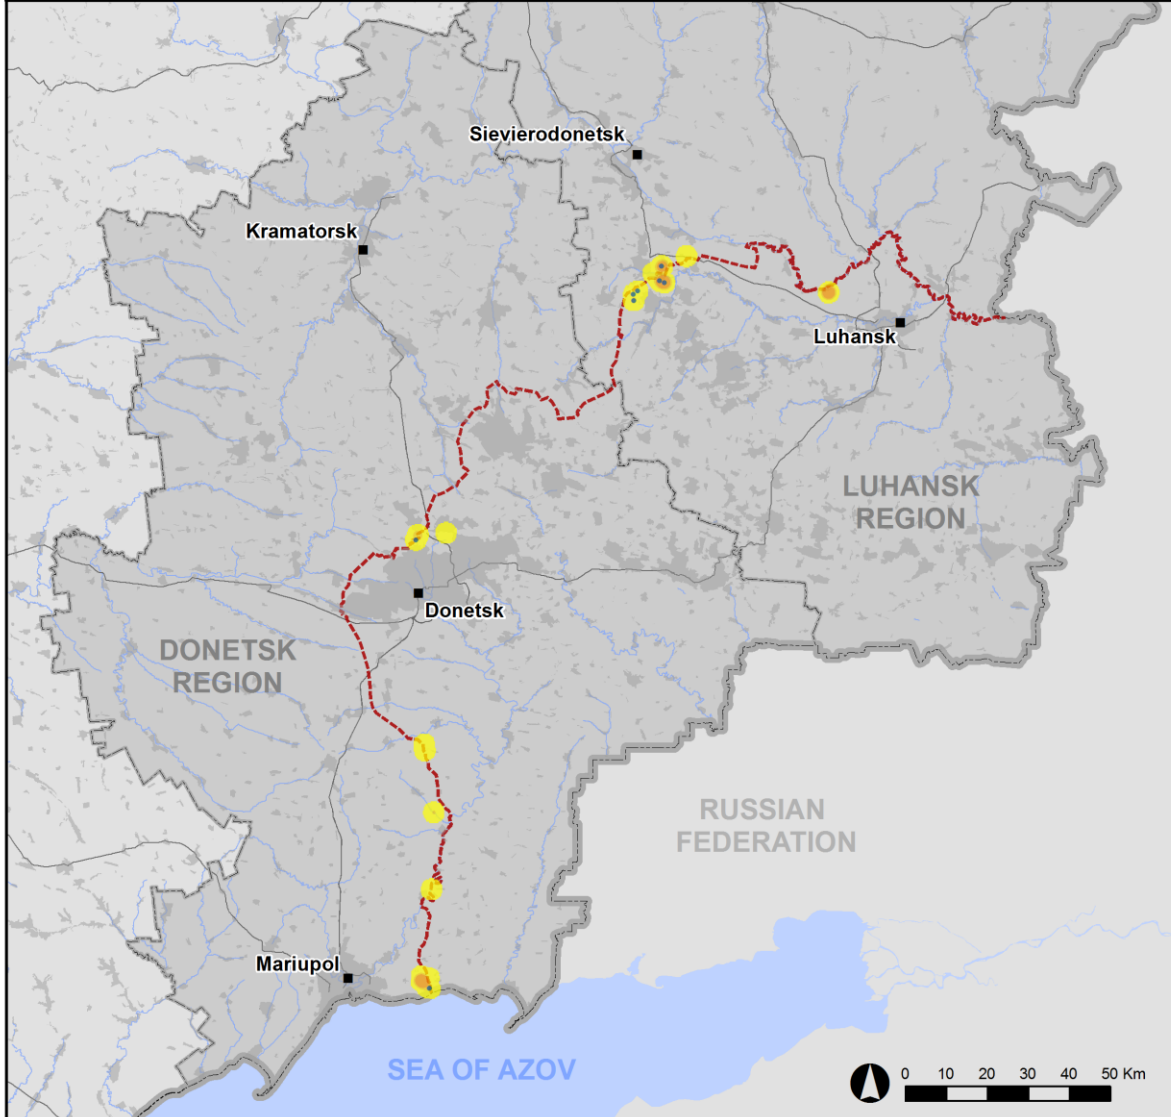 Sievierodonetsk
Kramatorsk
Luhansk
LUHANSK
REGION
Donetsk
DONETSK
REGION
RUSSIAN
FEDERATION
Mariupol
SEA OF AZOV
0 10 20 30 40 50 Km